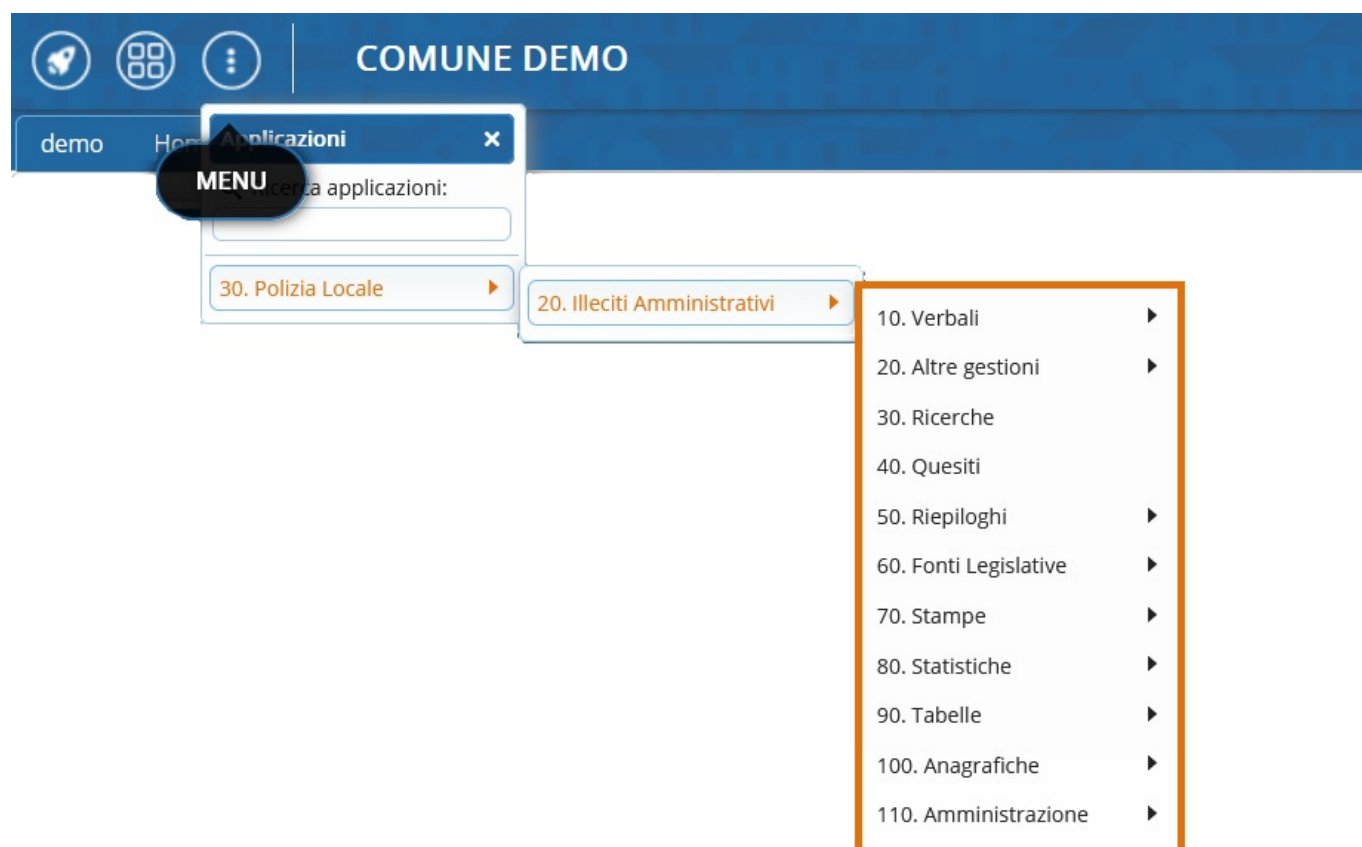 COMUNE DEMO
demo
Applicazioni
MENU
applicazioni:
30. Polizia Locale
20. Illeciti Amministrativi
10. Verbali
20. Altre gestioni
30. Ricerche
40. Quesiti
50. Riepiloghi
60. Fonti Legislative
70. Stampe
80. Statistiche
90. Tabelle
100. Anagrafiche
110. Amministrazione